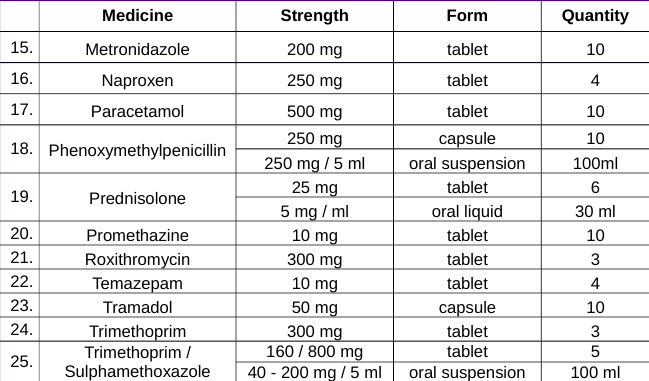 Medicine Strength Form Quantity
15. Metronidazole 200 mg tablet 10
16. Naproxen 250 mg tablet 4
17. Paracetamol 500 mg tablet 10
18. Phenoxymethylpenicillin 250 mg capsule 10
250 mg / 5 ml oral suspension 100ml
19. Prednisolone 25 mg tablet 6
5 mg / ml oral liquid 30 ml
20. Promethazine 10 mg tablet 10
21. Roxithromycin 300 mg tablet 3
22. Temazepam 10 mg tablet 4
23. Tramadol 50 mg capsule 10
24. Trimethoprim 300 mg tablet 3
25. Trimethoprim / 160 / 800 mg tablet 5
Sulphamethoxazole 40 - 200 mg / 5 ml oral suspension 100 ml